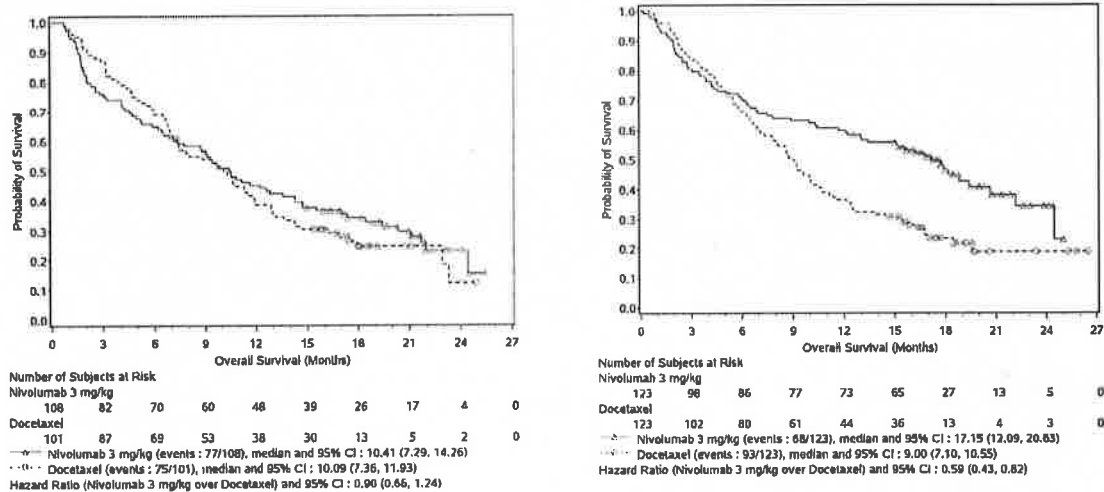 1.0
0.9
0.8
0.7
0.6
0.5
0.4
0.3
0.2
0.1
0.0
Probability of Survival
0 3 6 9 12 15 18 21 24 27
Overall Survival (Months)
Number of Subjects at Risk
Nivolumab 3 mg/kg
108 82 70 60 48 39 26 17 4 0
Docetaxel
101 87 69 53 38 30 13 5 2 0
Nivolumab 3 mg/kg (events : 77/108), median and 95% CI : 10.41 (7.29, 14.26)
Docetaxel (events : 75/101), median and 95% CI : 10.09 (7.36, 11.93)
Hazard Ratio (Nivolumab 3 mg/kg over Docetaxel) and 95% CI : 0.90 (0.66, 1.24)
1.0
0.9
0.8
0.7
0.6
0.5
0.4
0.3
0.2
0.1
0.0
Probability of Survival
0 3 6 9 12 15 18 21 24 27
Overall Survival (Months)
Number of Subjects at Risk
Nivolumab 3 mg/kg
123 98 86 77 73 65 27 13 5 0
Docetaxel
123 102 80 61 44 36 13 4 3 0
Nivolumab 3 mg/kg (events : 68/123), median and 95% CI : 17.15 (12.09, 20.63)
Docetaxel (events : 93/123), median and 95% CI : 9.00 (7.10, 10.55)
Hazard Ratio (Nivolumab 3 mg/kg over Docetaxel) and 95% CI : 0.59 (0.43, 0.82)